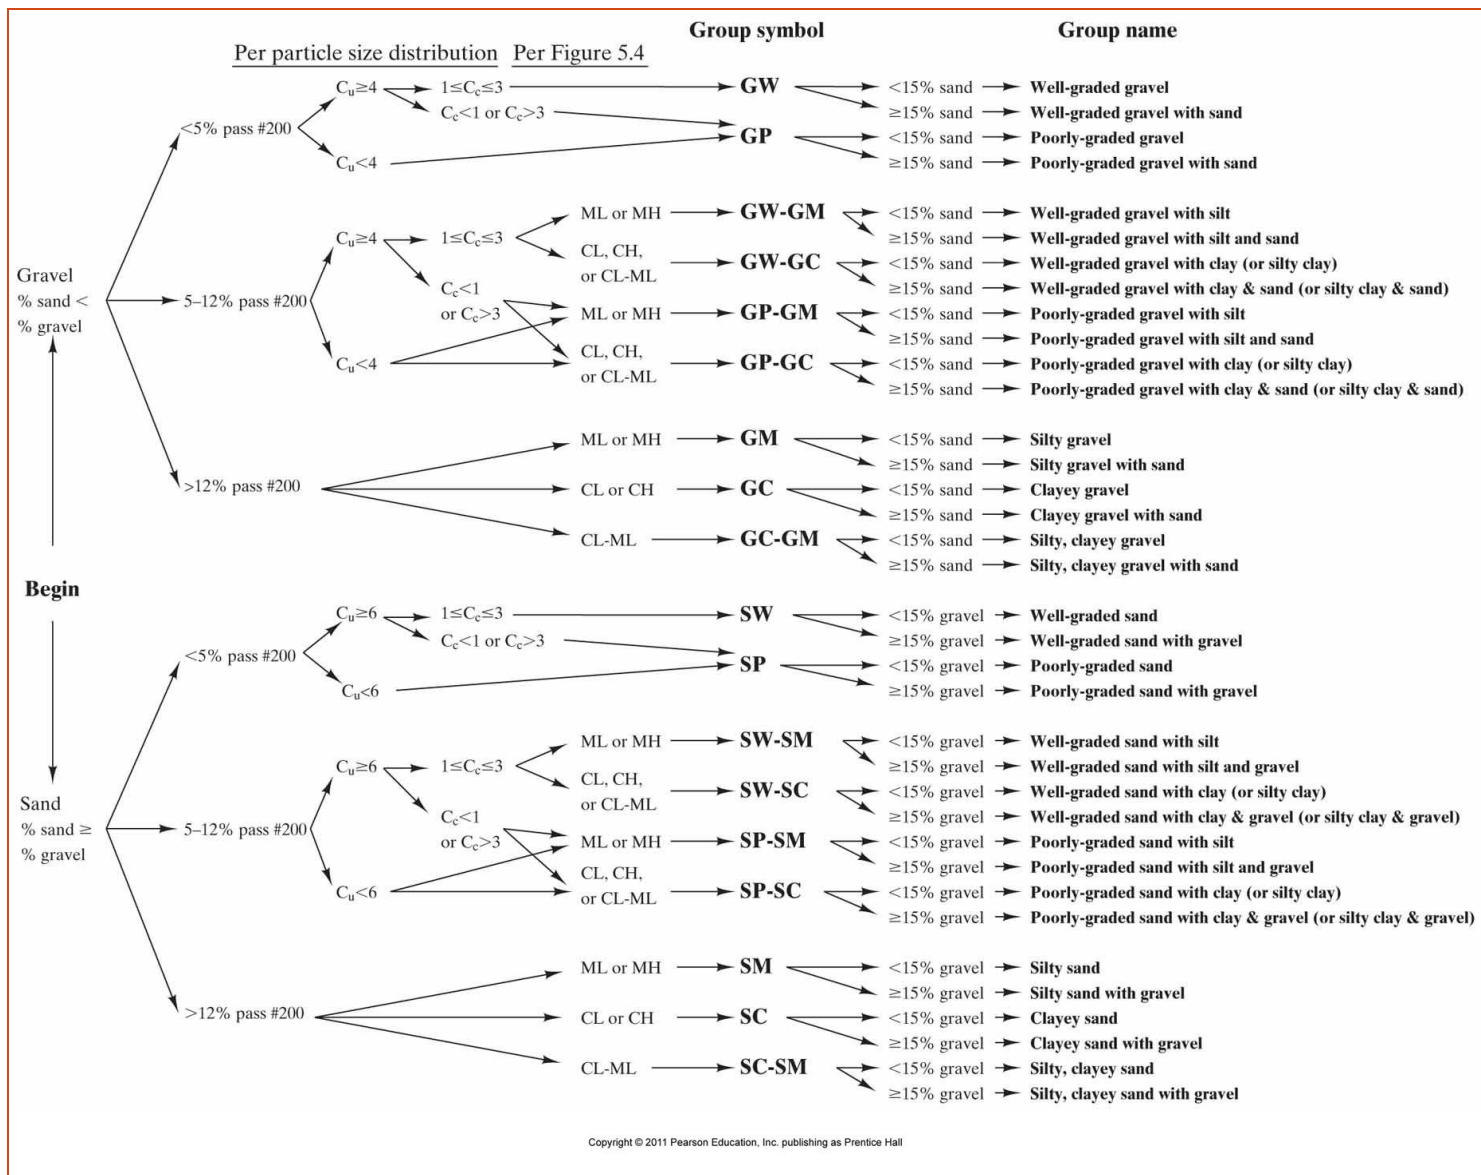 Group symbol Group name
Per particle size distribution Per Figure 5.4
Cu≥4 1≤Cc≤3 GW <15% sand Well-graded gravel
Cc<1 or Cc>3 ≥15% sand Well-graded gravel with sand
<5% pass #200 GP <15% sand Poorly-graded gravel
Cu<4 ≥15% sand Poorly-graded gravel with sand
ML or MH GW-GM <15% sand Well-graded gravel with silt
Cu≥4 1≤Cc≤3 ≥15% sand Well-graded gravel with silt and sand
CL, CH,
or CL-ML GW-GC <15% sand Well-graded gravel with clay (or silty clay)
Gravel
% sand <
% gravel
5–12% pass #200 Cc<1
or Cc>3 ≥15% sand Well-graded gravel with clay & sand (or silty clay & sand)
ML or MH GP-GM <15% sand Poorly-graded gravel with silt
≥15% sand Poorly-graded gravel with silt and sand
Cu<4 CL, CH,
or CL-ML GP-GC <15% sand Poorly-graded gravel with clay (or silty clay)
≥15% sand Poorly-graded gravel with clay & sand (or silty clay & sand)
ML or MH GM <15% sand Silty gravel
≥15% sand Silty gravel with sand
>12% pass #200 CL or CH GC <15% sand Clayey gravel
≥15% sand Clayey gravel with sand
CL-ML GC-GM <15% sand Silty, clayey gravel
≥15% sand Silty, clayey gravel with sand
Begin
Cu≥6 1≤Cc≤3 SW <15% gravel Well-graded sand
Cc<1 or Cc>3 ≥15% gravel Well-graded sand with gravel
<5% pass #200 SP <15% gravel Poorly-graded sand
Cu<6 ≥15% gravel Poorly-graded sand with gravel
ML or MH SW-SM <15% gravel Well-graded sand with silt
Cu≥6 1≤Cc≤3 ≥15% gravel Well-graded sand with silt and gravel
CL, CH,
or CL-ML SW-SC <15% gravel Well-graded sand with clay (or silty clay)
Sand
% sand ≥
% gravel
5–12% pass #200 Cc<1
or Cc>3 ≥15% gravel Well-graded sand with clay & gravel (or silty clay & gravel)
ML or MH SP-SM <15% gravel Poorly-graded sand with silt
≥15% gravel Poorly-graded sand with silt and gravel
Cu<6 CL, CH,
or CL-ML SP-SC <15% gravel Poorly-graded sand with clay (or silty clay)
≥15% gravel Poorly-graded sand with clay & gravel (or silty clay & gravel)
ML or MH SM <15% gravel Silty sand
≥15% gravel Silty sand with gravel
>12% pass #200 CL or CH SC <15% gravel Clayey sand
≥15% gravel Clayey sand with gravel
CL-ML SC-SM <15% gravel Silty, clayey sand
≥15% gravel Silty, clayey sand with gravel
Copyright © 2011 Pearson Education, Inc. publishing as Prentice Hall